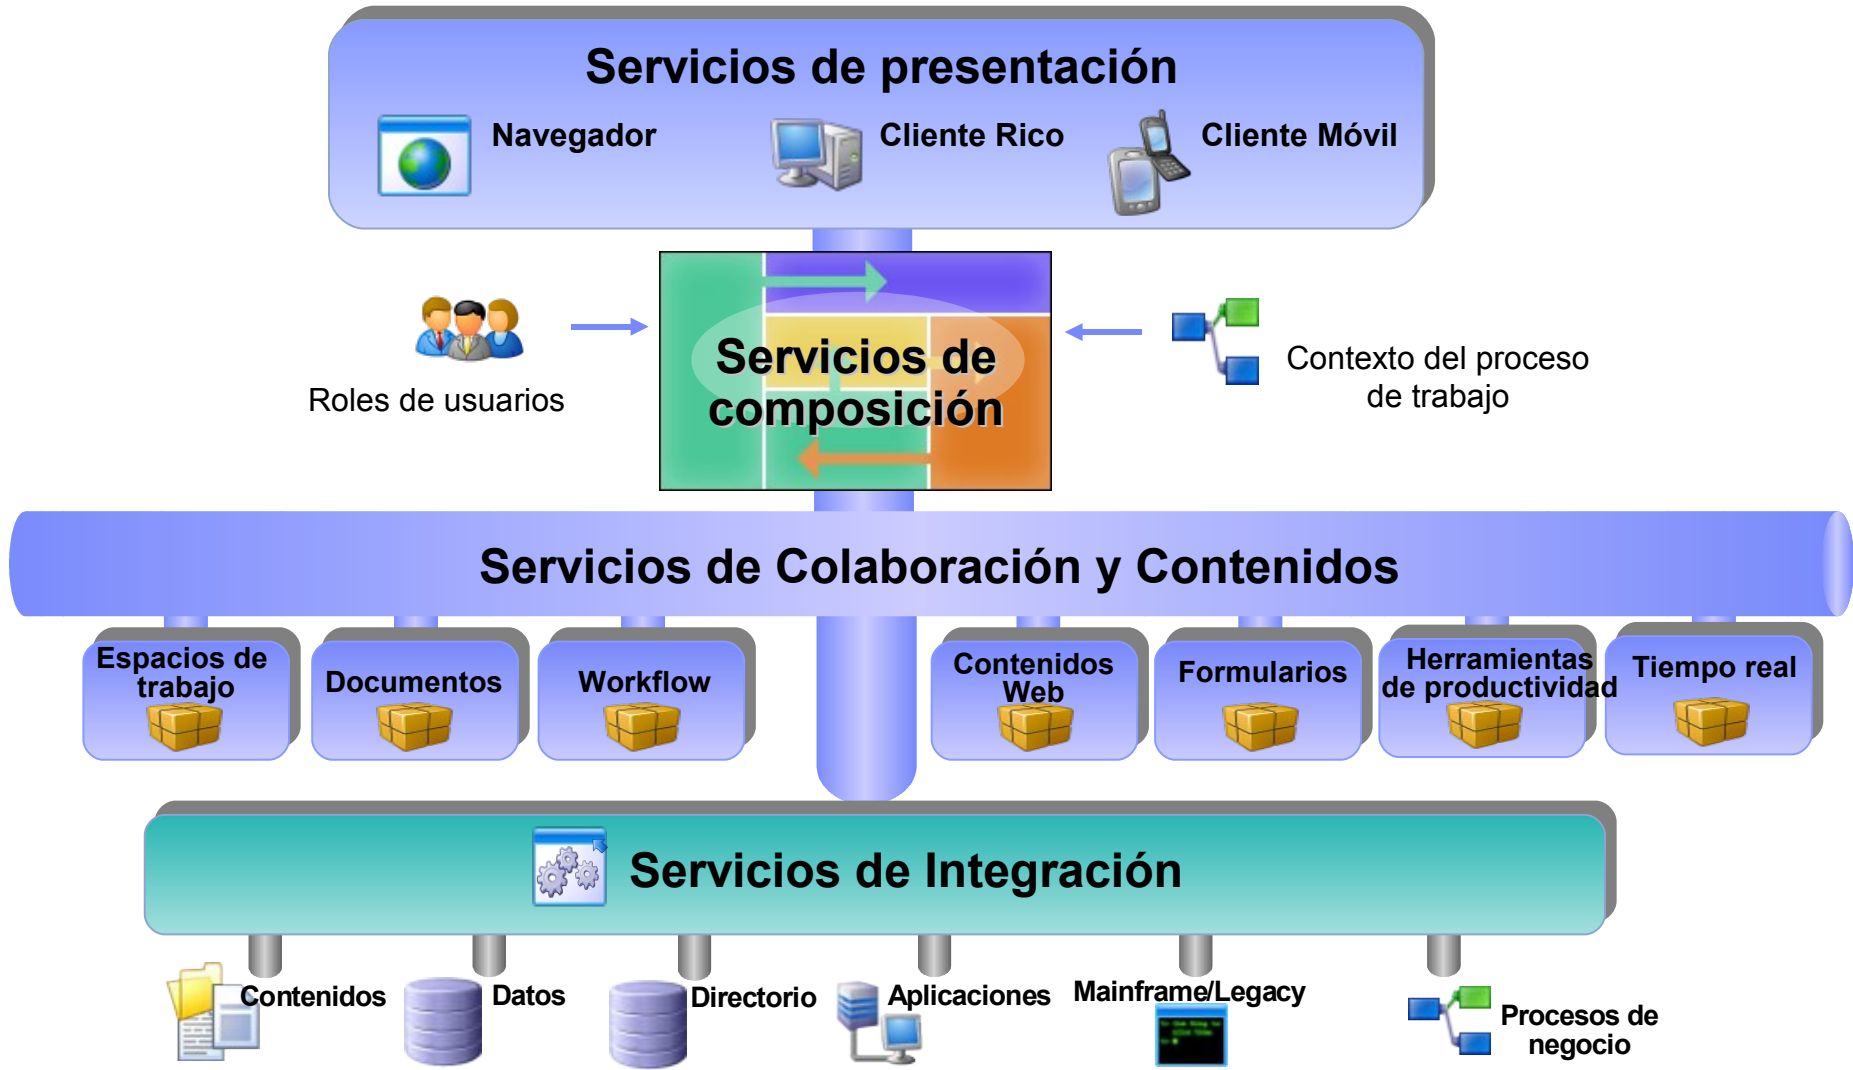 Servicios de presentación
Navegador
Cliente Rico
Cliente Móvil
Servicios de
composición
Roles de usuarios
Contexto del proceso
de trabajo
Servicios de Colaboración y Contenidos
Espacios de
trabajo
Documentos
Workflow
Contenidos
Web
Formularios
Herramientas
de productividad
Tiempo real
Servicios de Integración
Contenidos
Datos
Directorio
Aplicaciones
Mainframe/Legacy
Procesos de
negocio